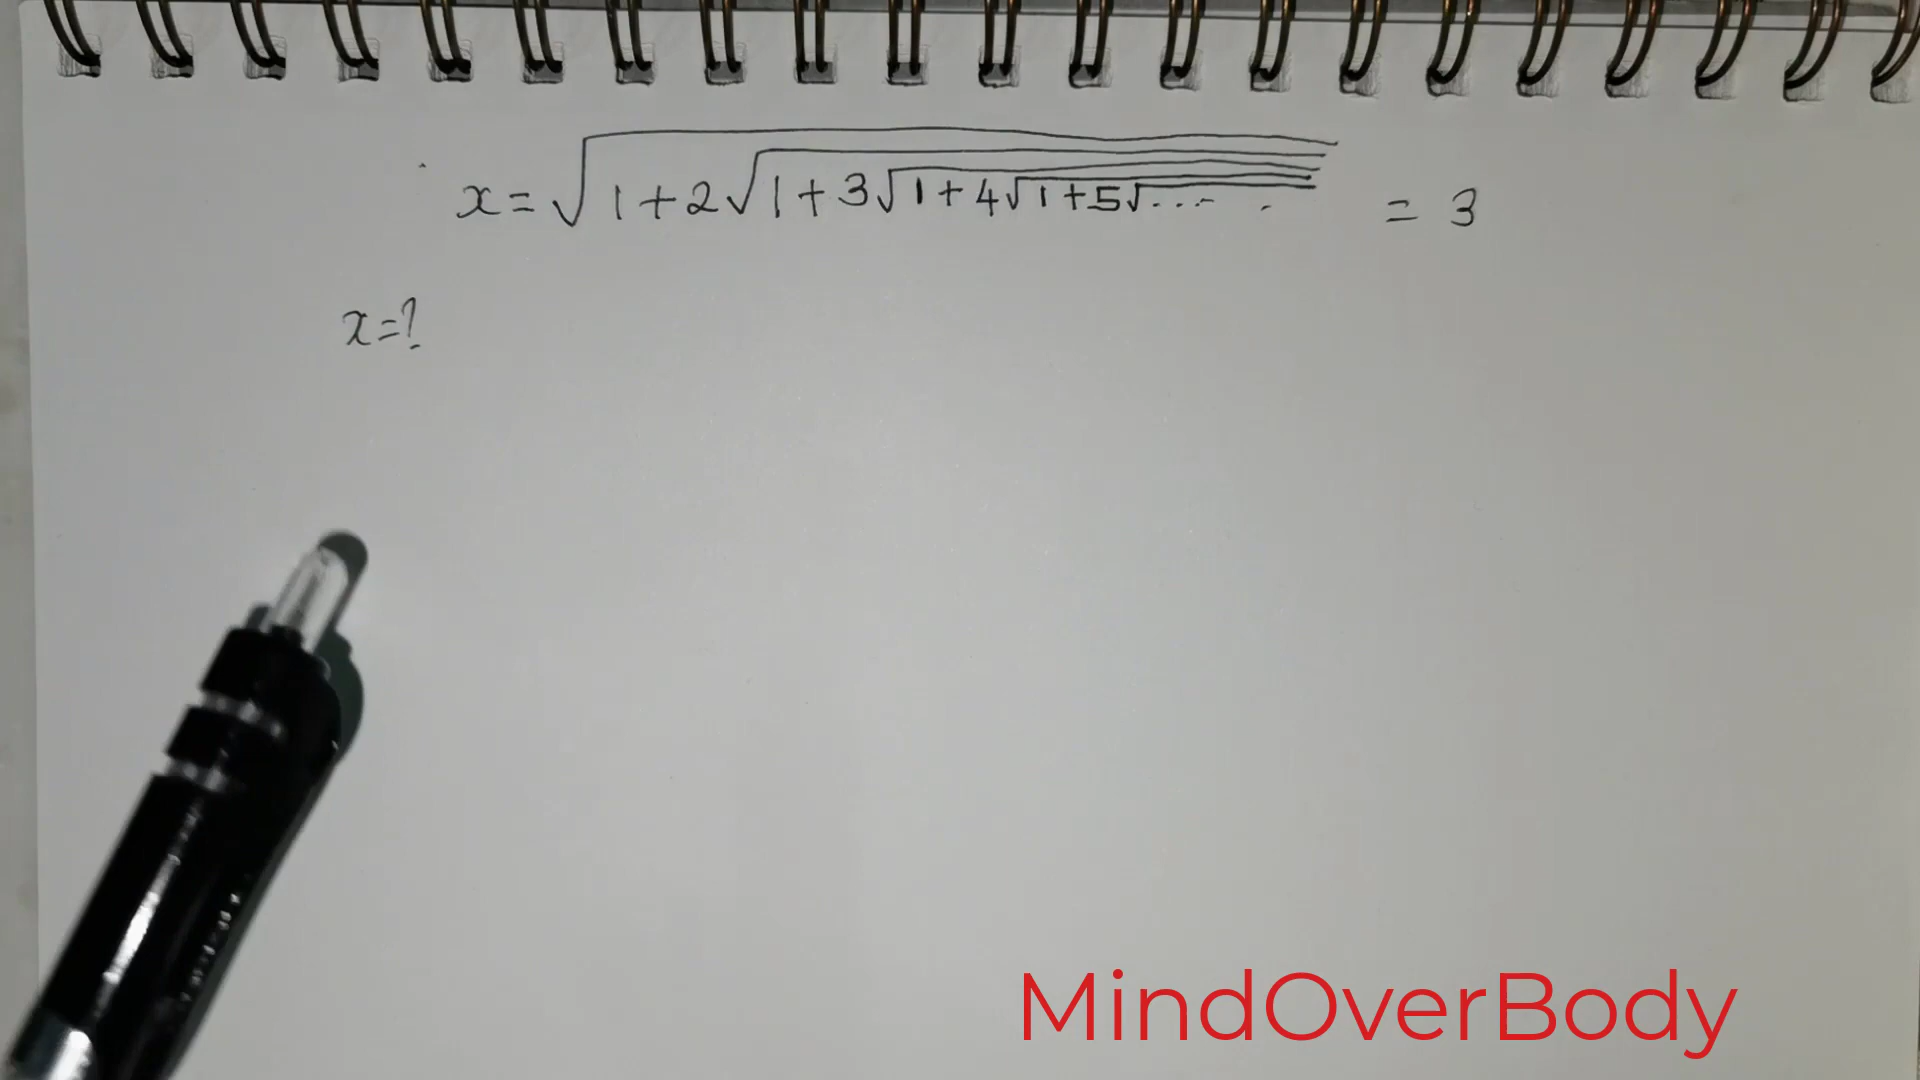 x=√1+2√1+3√1+4√1+5√... . = 3
x=?
MindOverBody